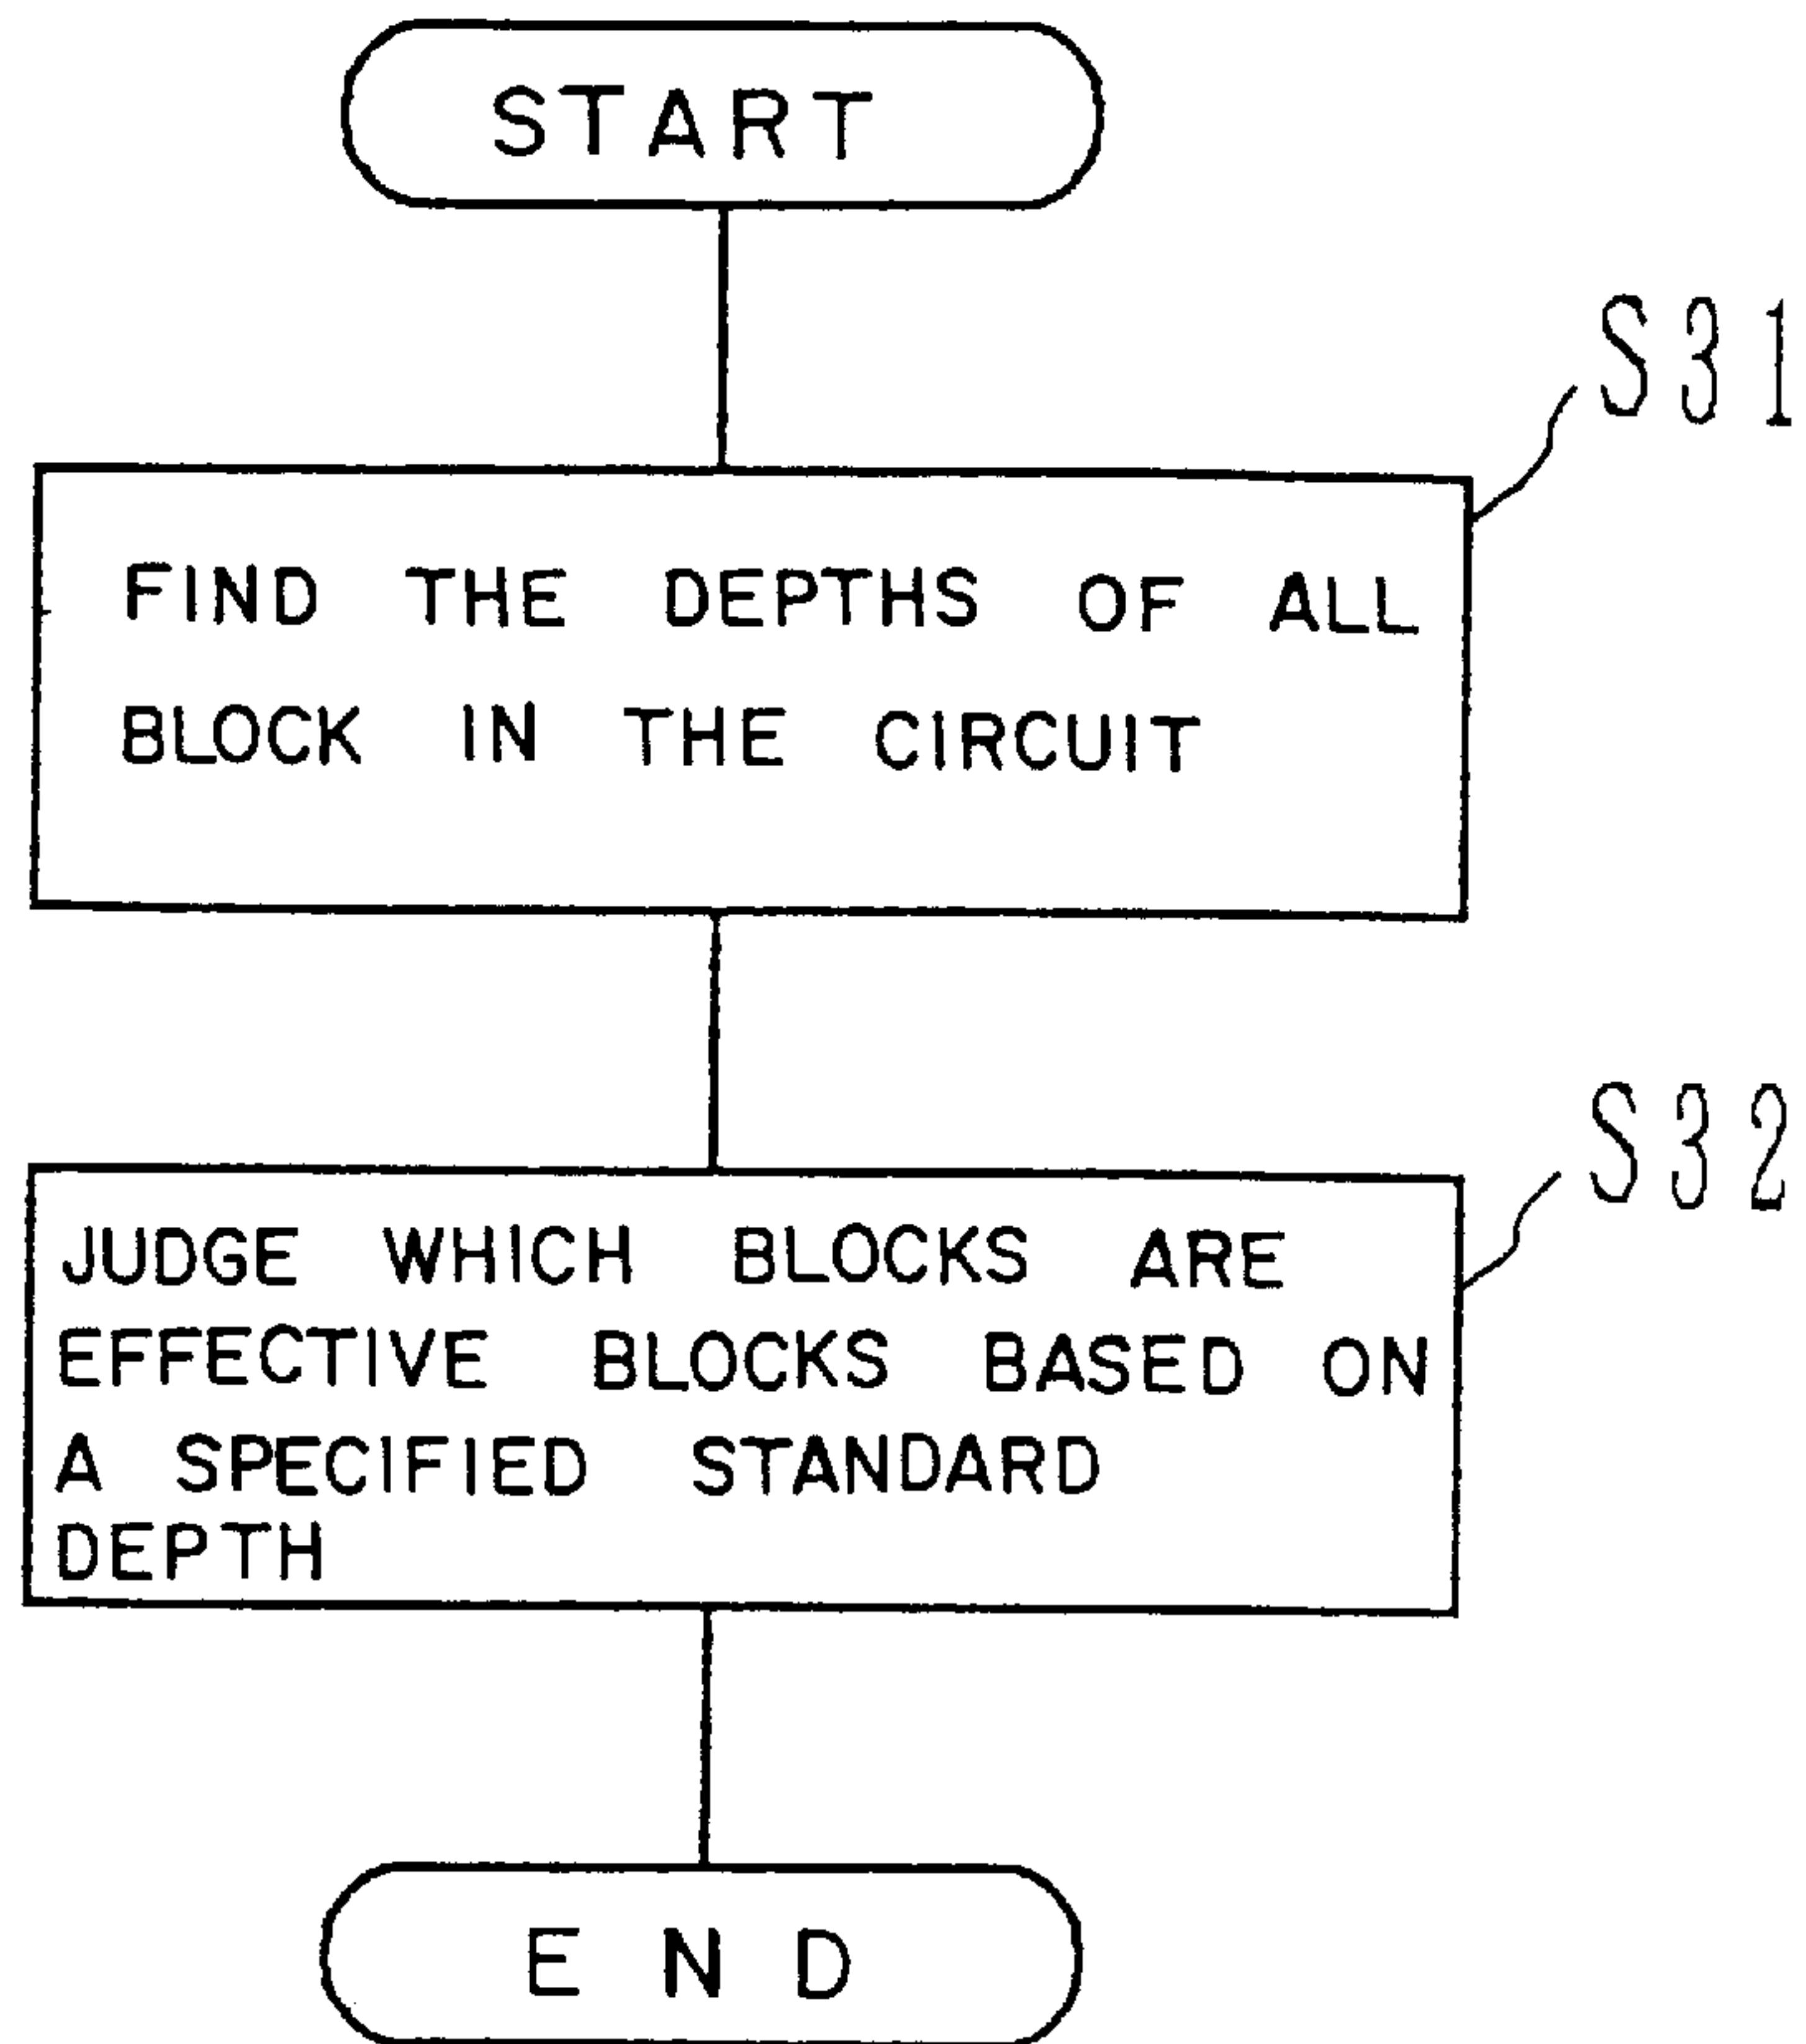 START
S31
FIND THE DEPTHS OF ALL
BLOCK IN THE CIRCUIT
S32
JUDGE WHICH BLOCKS ARE
EFFECTIVE BLOCKS BASED ON
A SPECIFIED STANDARD
DEPTH
END